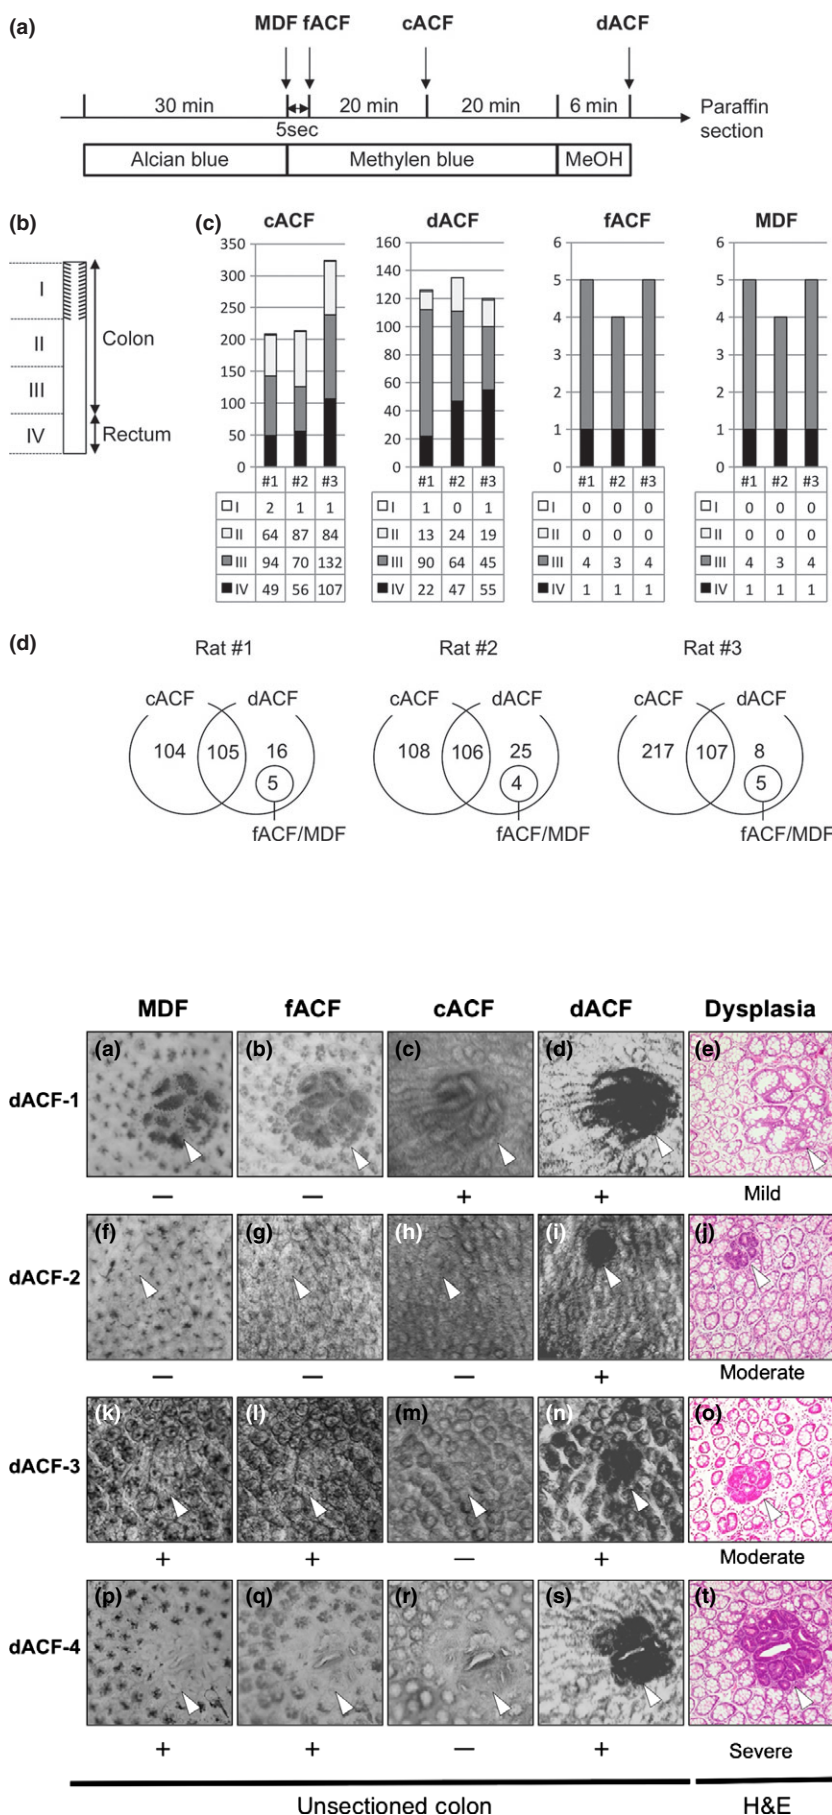 (a)
MDF fACF cACF dACF
30 min 20 min 20 min 6 min Paraffin section
5sec
Alcian blue Methylen blue MeOH
(b)
I
II
III
IV
Colon
Rectum
(c)
cACF dACF fACF MDF
350
300
250
200
150
100
50
0
#1 #2 #3
I 2 1 1
II 64 87 84
III 94 70 132
IV 49 56 107
160
140
120
100
80
60
40
20
0
#1 #2 #3
I 1 0 1
II 13 24 19
III 90 64 45
IV 22 47 55
6
5
4
3
2
1
0
#1 #2 #3
I 0 0 0
II 0 0 0
III 4 3 4
IV 1 1 1
6
5
4
3
2
1
0
#1 #2 #3
I 0 0 0
II 0 0 0
III 4 3 4
IV 1 1 1
(d)
Rat #1 Rat #2 Rat #3
cACF dACF cACF dACF cACF dACF
104 105 16 108 106 25 217 107 8
5 4 5
fACF/MDF fACF/MDF fACF/MDF
MDF fACF cACF dACF Dysplasia
(a) (b) (c) (d) (e)
dACF-1
— — + + Mild
(f) (g) (h) (i) (j)
dACF-2
— — — + Moderate
(k) (l) (m) (n) (o)
dACF-3
+ + — + Moderate
(p) (q) (r) (s) (t)
dACF-4
+ + — + Severe
Unsectioned colon H&E